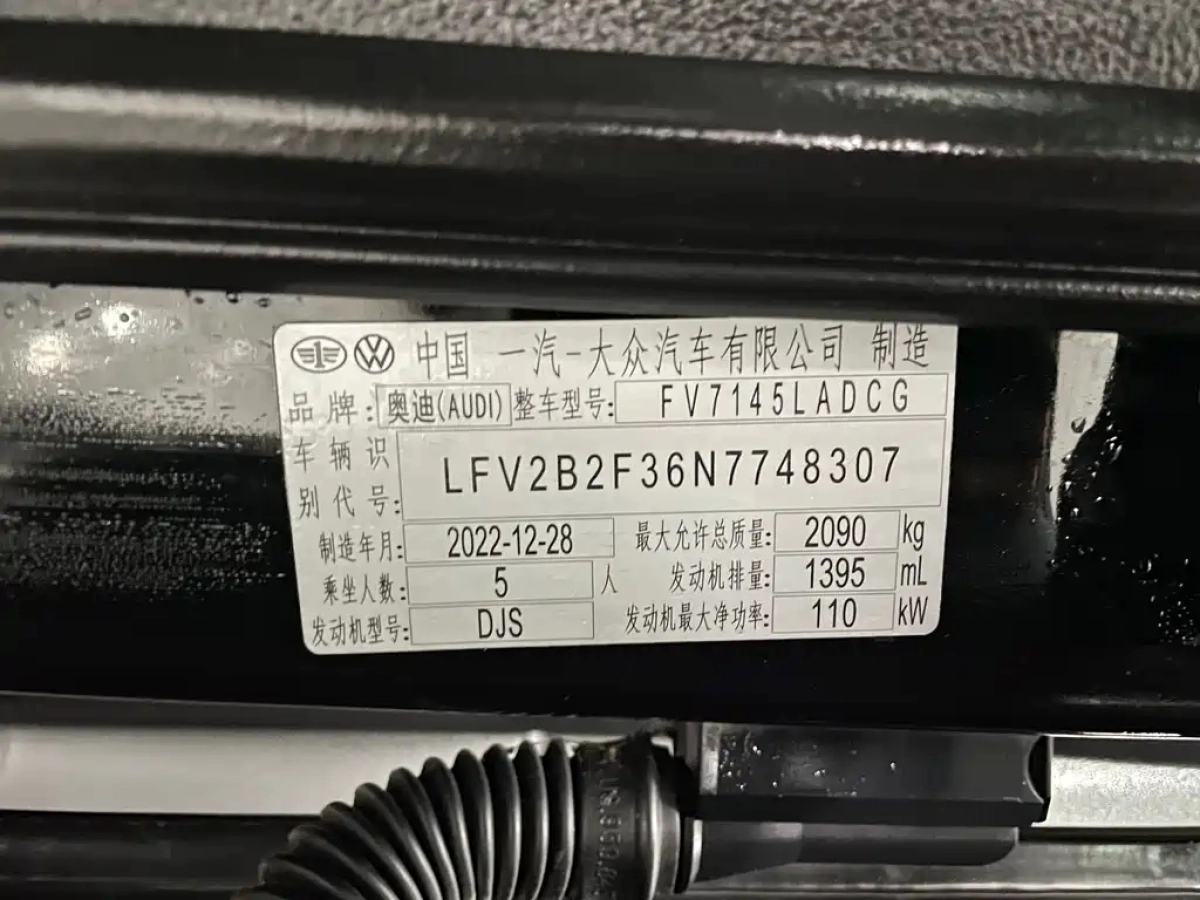 中国 一汽-大众汽车有限公司 制造
品牌: 奥迪(AUDI) 整车型号: FV7145LADCG
车辆识别代号: LFV2B2F36N7748307
制造年月: 2022-12-28 最大允许总质量: 2090 kg
乘坐人数: 5 人 发动机排量: 1395 mL
发动机型号: DJS 发动机最大净功率: 110 kW